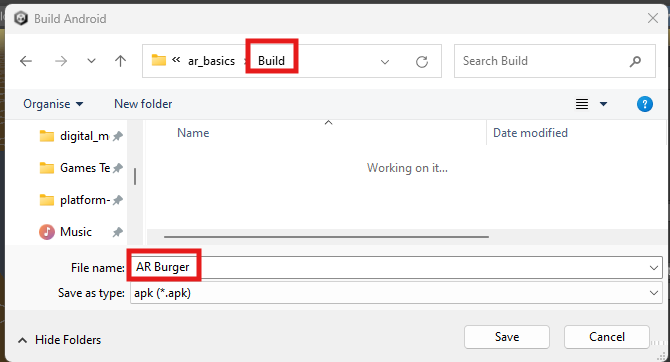 Build Android
« ar_basics › Build
Search Build
Organise
New folder
Name
Date modified
digital_m
Games Te
platform-
Music
Working on it...
File name: AR Burger
Save as type: apk (*.apk)
Hide Folders
Save
Cancel